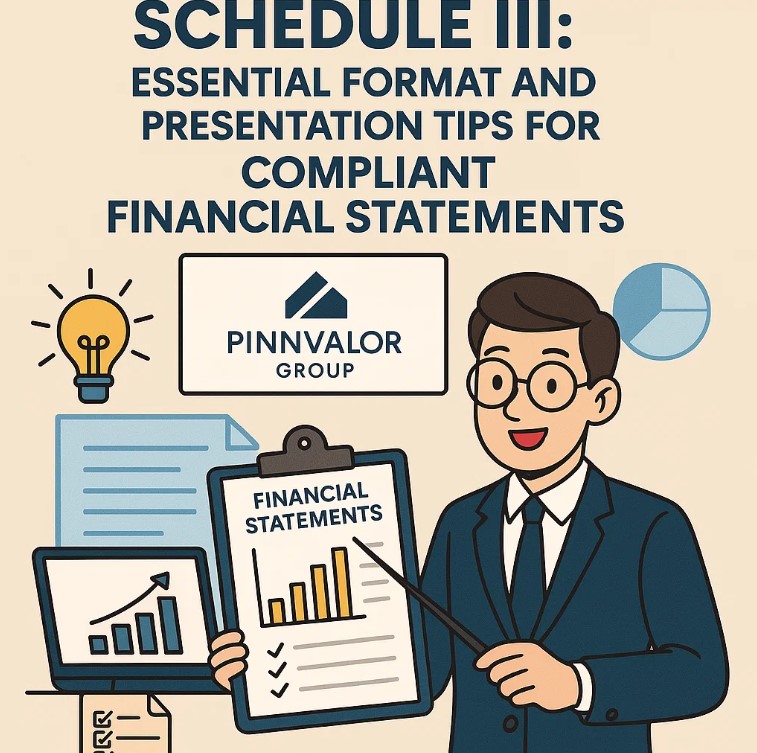 SCHEDULE III:
ESSENTIAL FORMAT AND
PRESENTATION TIPS FOR
COMPLIANT
FINANCIAL STATEMENTS
PINNVALOR
GROUP
FINANCIAL
STATEMENTS